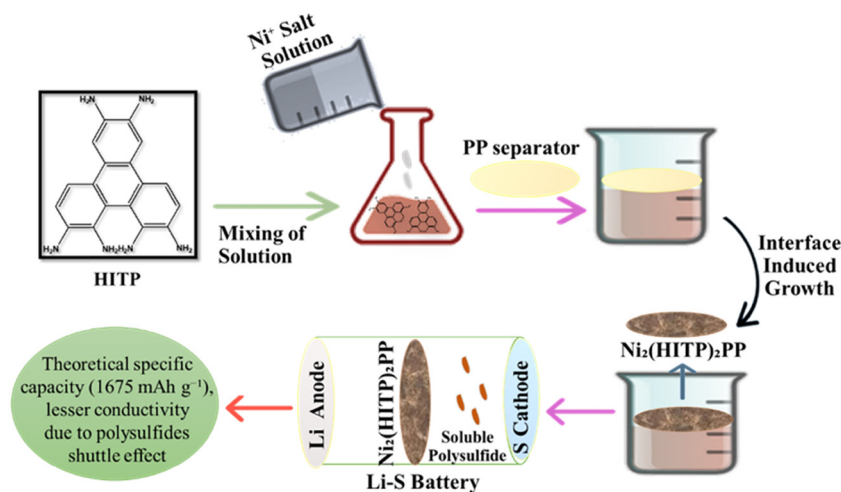 Ni⁺ Salt
Solution
H₂N
NH₂
H₂N
NH₂
H₂N
NH₂
HITP
Mixing of
Solution
PP separator
Interface
Induced
Growth
Ni₂(HITP)₂PP
Theoretical specific
capacity (1675 mAh g⁻¹),
lesser conductivity
due to polysulfides
shuttle effect
Li Anode
Ni₂(HITP)₂PP
Soluble
Polysulfide
S Cathode
Li-S Battery